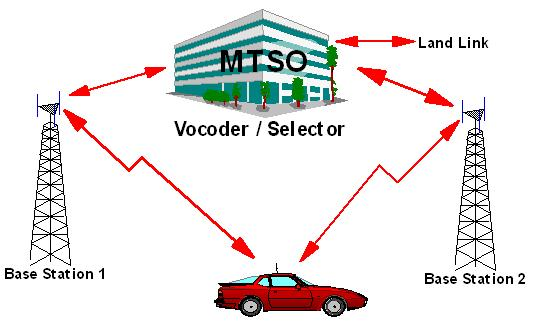 MTSO
Land Link
Vocoder / Selector
Base Station 1
Base Station 2